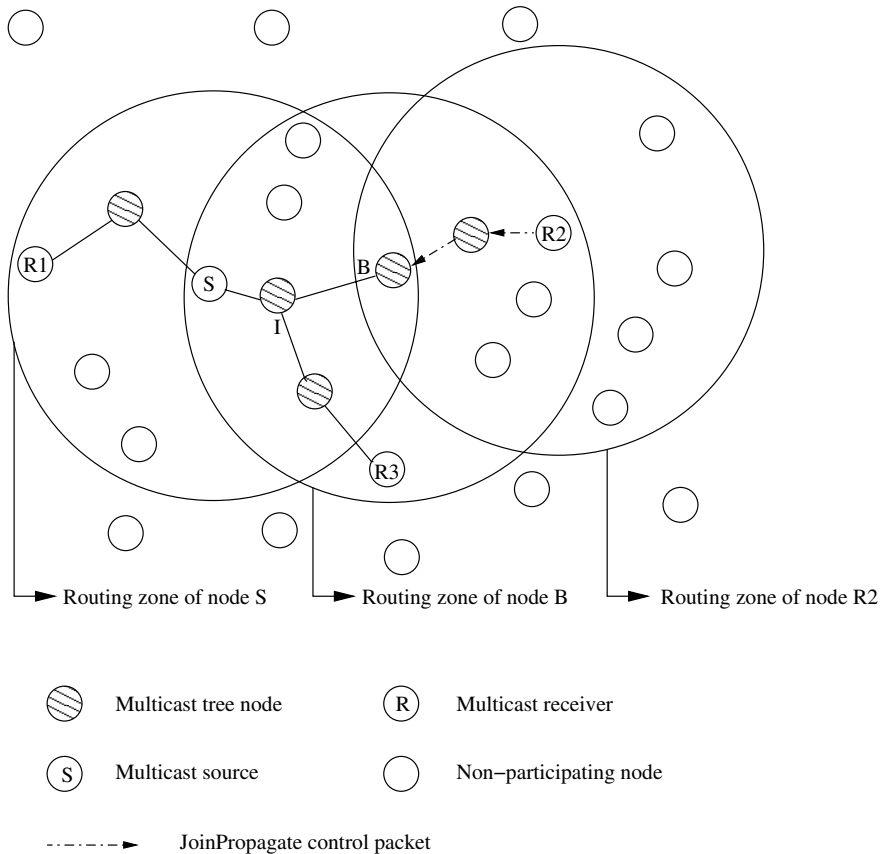 R2
B
R1
S
I
R3
Routing zone of node S
Routing zone of node B
Routing zone of node R2
Multicast tree node
R
Multicast receiver
S
Multicast source
Non−participating node
JoinPropagate control packet